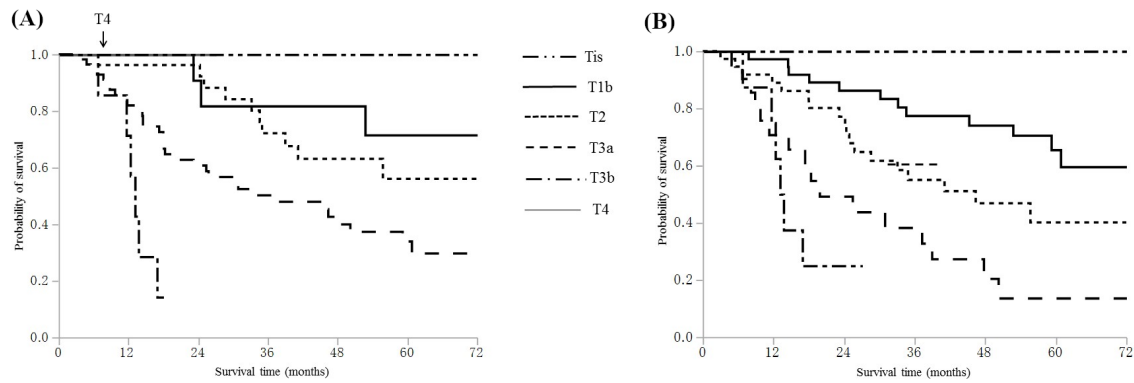 (A)
T4
1.0
0.8
0.6
0.4
0.2
0.0
Probability of survival
0 12 24 36 48 60 72
Survival time (months)
Tis
T1b
T2
T3a
T3b
T4
(B)
1.0
0.8
0.6
0.4
0.2
0.0
Probability of survival
0 12 24 36 48 60 72
Survival time (months)